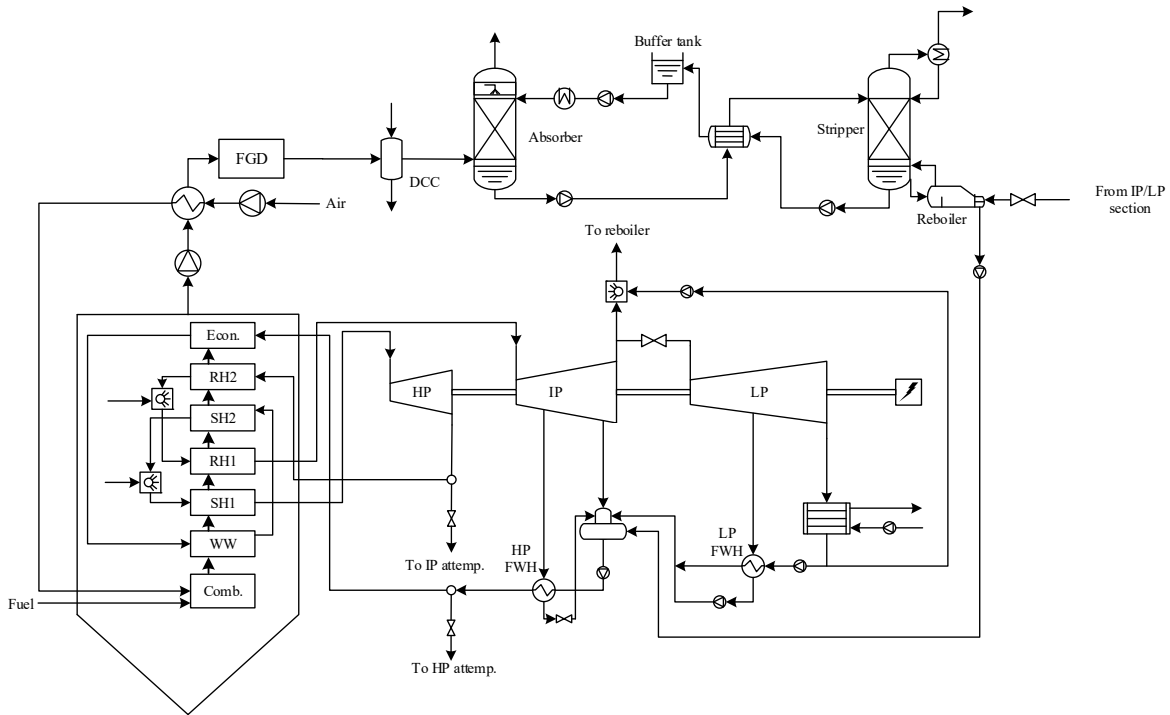 Buffer tank
Absorber
Stripper
FGD
DCC
Air
Reboiler
From IP/LP
section
To reboiler
Econ.
RH2
SH2
RH1
SH1
WW
Comb.
Fuel
HP
IP
LP
To IP attemp.
HP
FWH
LP
FWH
To HP attemp.